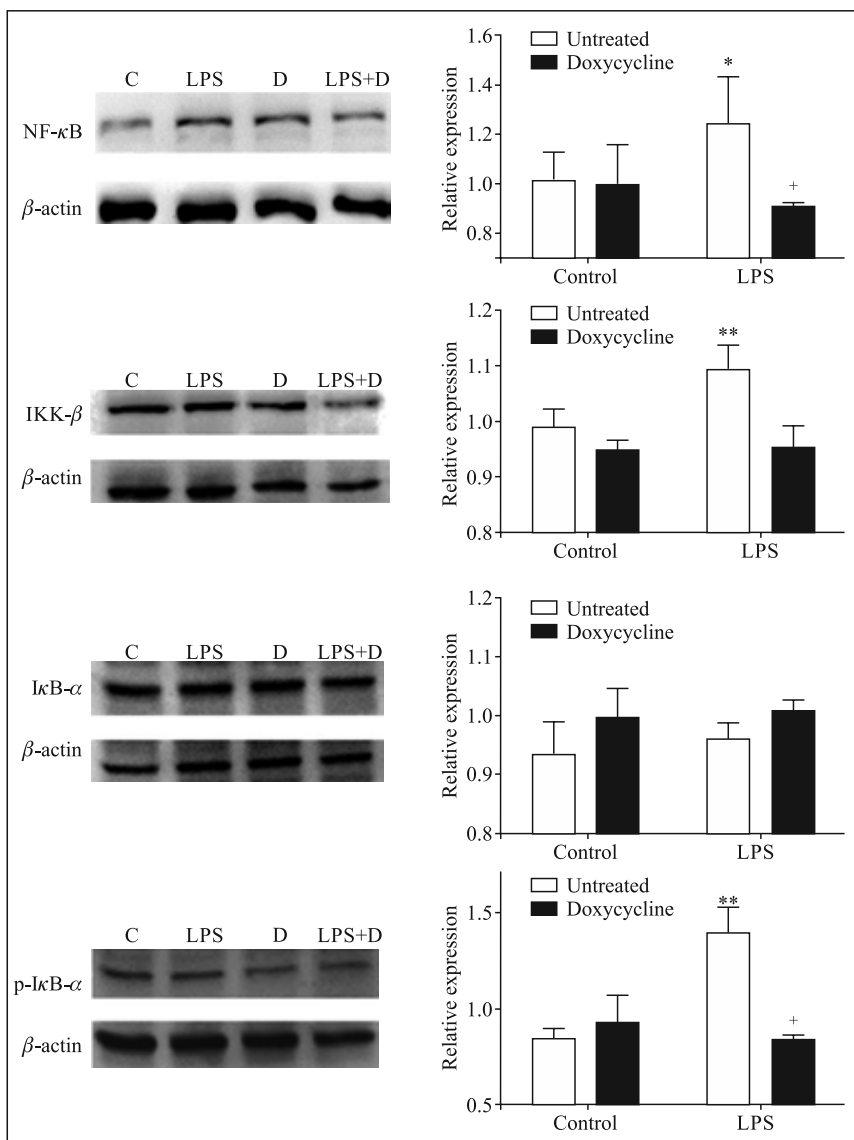 C LPS D LPS+D
NF-κB
β-actin
Untreated
Doxycycline
Relative expression
1.6
1.4
1.2
1.0
0.8
*
+
Control LPS
C LPS D LPS+D
IKK-β
β-actin
Untreated
Doxycycline
Relative expression
1.2
1.1
1.0
0.9
0.8
**
Control LPS
C LPS D LPS+D
IκB-α
β-actin
Untreated
Doxycycline
Relative expression
1.2
1.1
1.0
0.9
0.8
Control LPS
C LPS D LPS+D
p-IκB-α
β-actin
Untreated
Doxycycline
Relative expression
1.5
1.0
0.5
**
+
Control LPS